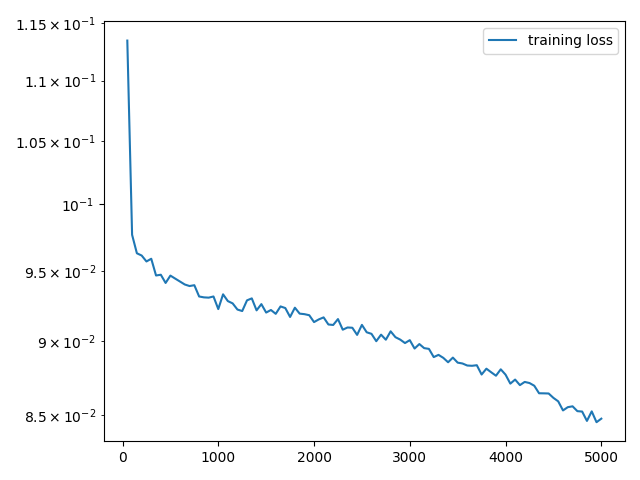 1.15 × 10⁻¹
training loss
1.1 × 10⁻¹
1.05 × 10⁻¹
10⁻¹
9.5 × 10⁻²
9 × 10⁻²
8.5 × 10⁻²
0 1000 2000 3000 4000 5000